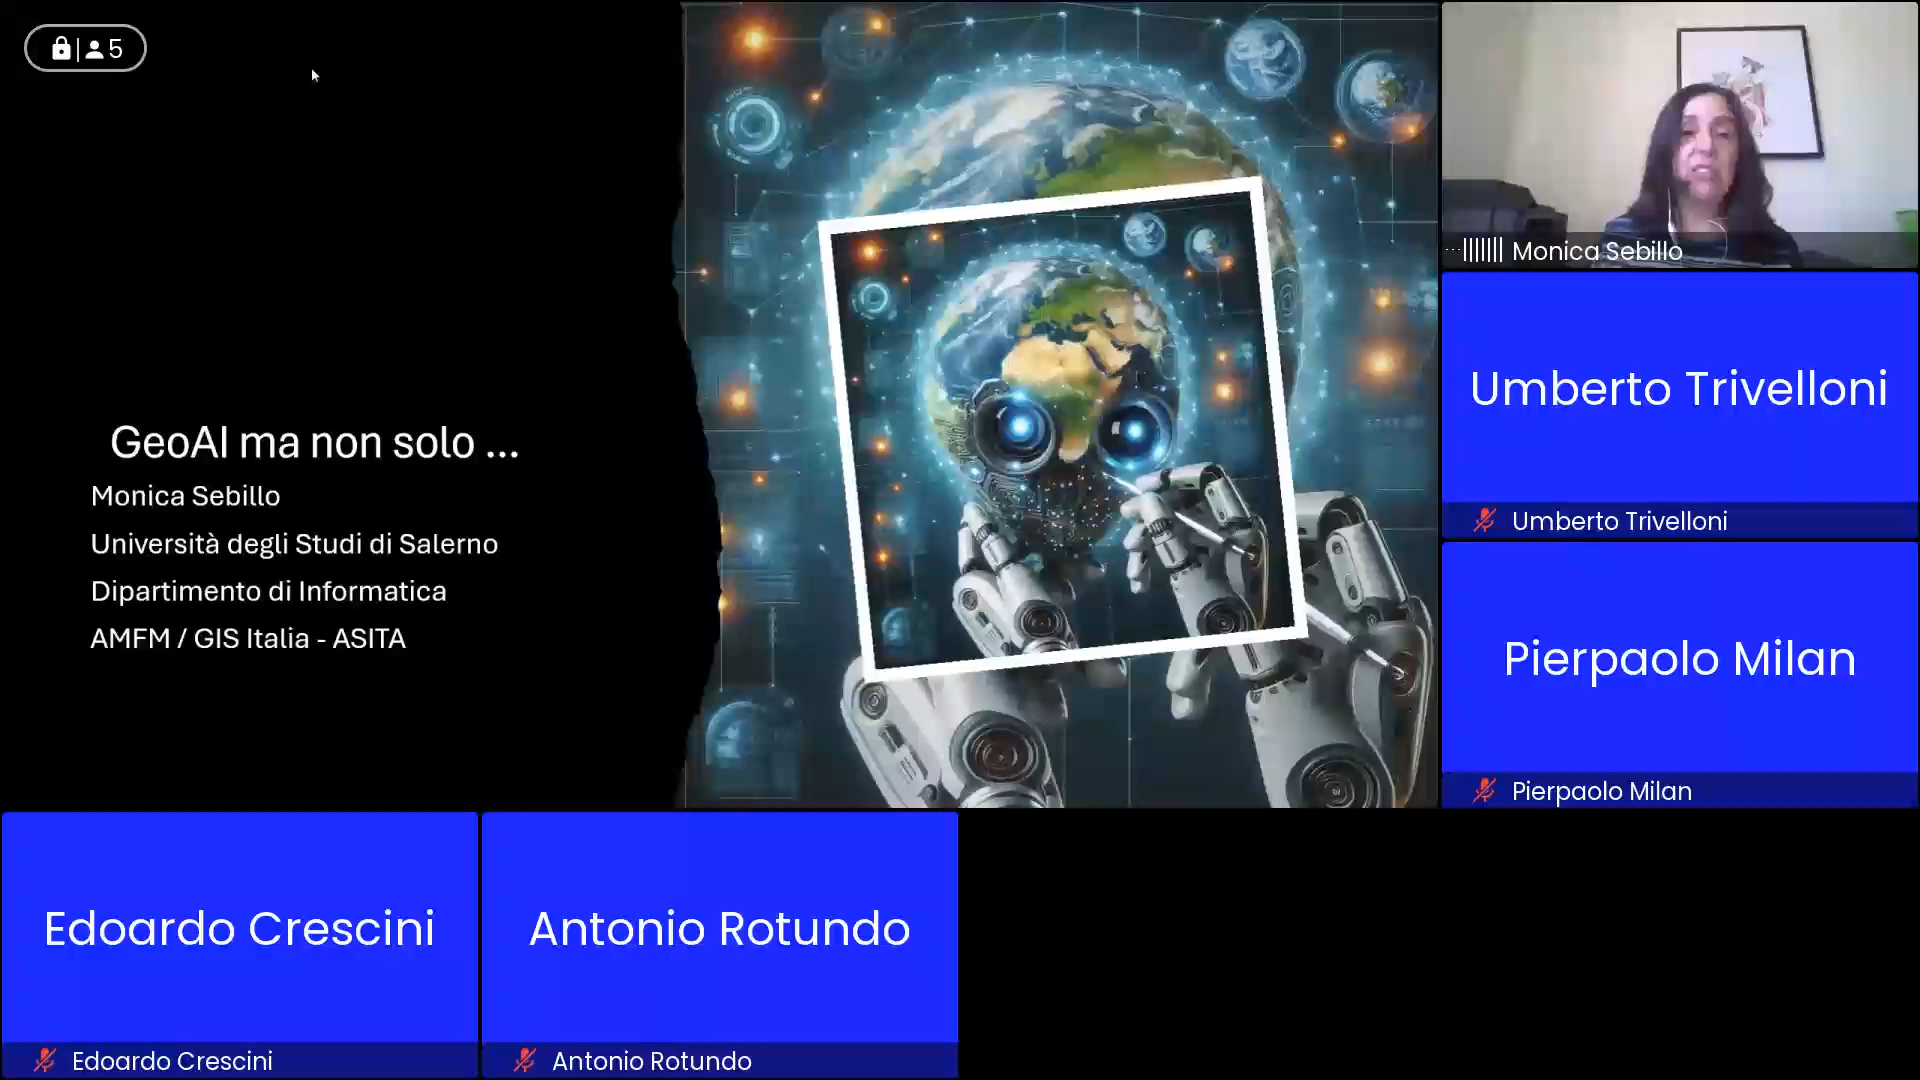 5
GeoAI ma non solo ...
Monica Sebillo
Università degli Studi di Salerno
Dipartimento di Informatica
AMFM / GIS Italia - ASITA
Monica Sebillo
Umberto Trivelloni
Umberto Trivelloni
Pierpaolo Milan
Pierpaolo Milan
Edoardo Crescini
Edoardo Crescini
Antonio Rotundo
Antonio Rotundo